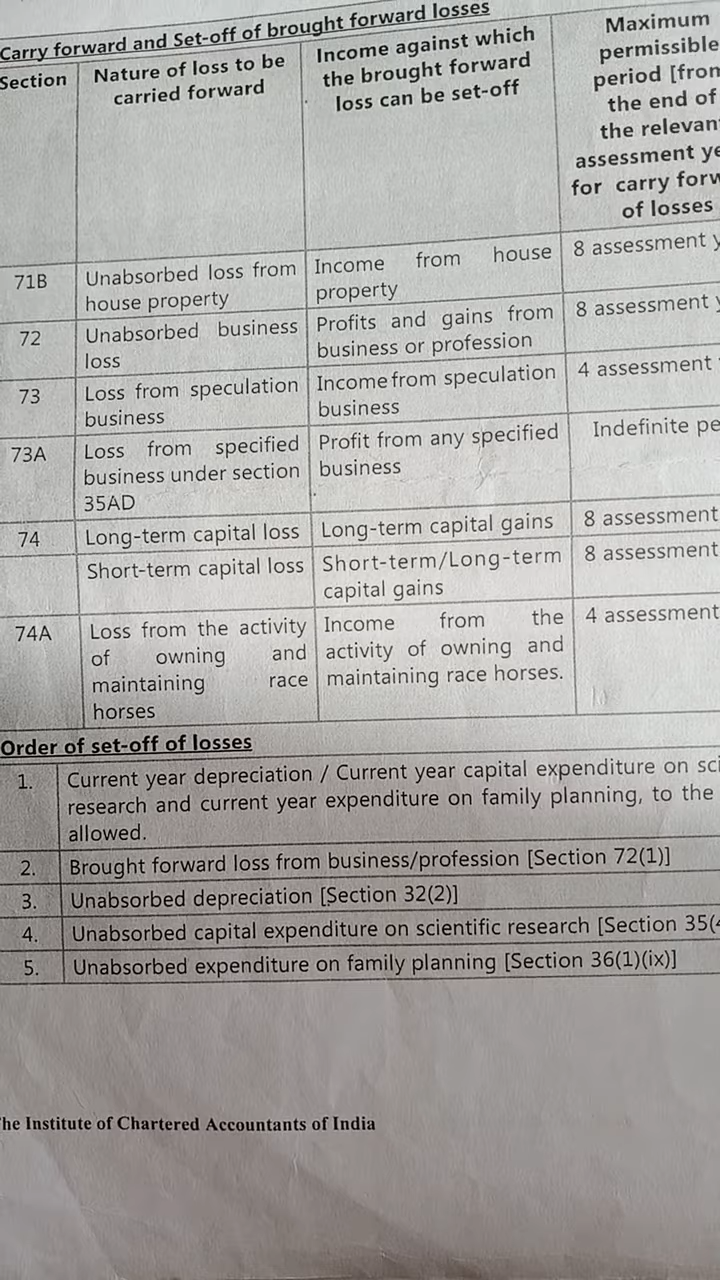 Carry forward and Set-off of brought forward losses
Section
Nature of loss to be
carried forward
Income against which
the brought forward
loss can be set-off
Maximum
permissible
period [from
the end of
the relevan
assessment ye
for carry forw
of losses
71B
Unabsorbed loss from
house property
Income from house
property
8 assessment y
72
Unabsorbed business
loss
Profits and gains from
business or profession
8 assessment y
73
Loss from speculation
business
Income from speculation
business
4 assessment
73A
Loss from specified
business under section
35AD
Profit from any specified
business
Indefinite pe
74
Long-term capital loss
Long-term capital gains
8 assessment
Short-term capital loss
Short-term/Long-term
capital gains
8 assessment
74A
Loss from the activity
of owning and
maintaining race
horses
Income from the
activity of owning and
maintaining race horses.
4 assessment
Order of set-off of losses
1. Current year depreciation / Current year capital expenditure on sci
research and current year expenditure on family planning, to the
allowed.
2. Brought forward loss from business/profession [Section 72(1)]
3. Unabsorbed depreciation [Section 32(2)]
4. Unabsorbed capital expenditure on scientific research [Section 35(4
5. Unabsorbed expenditure on family planning [Section 36(1)(ix)]
he Institute of Chartered Accountants of India